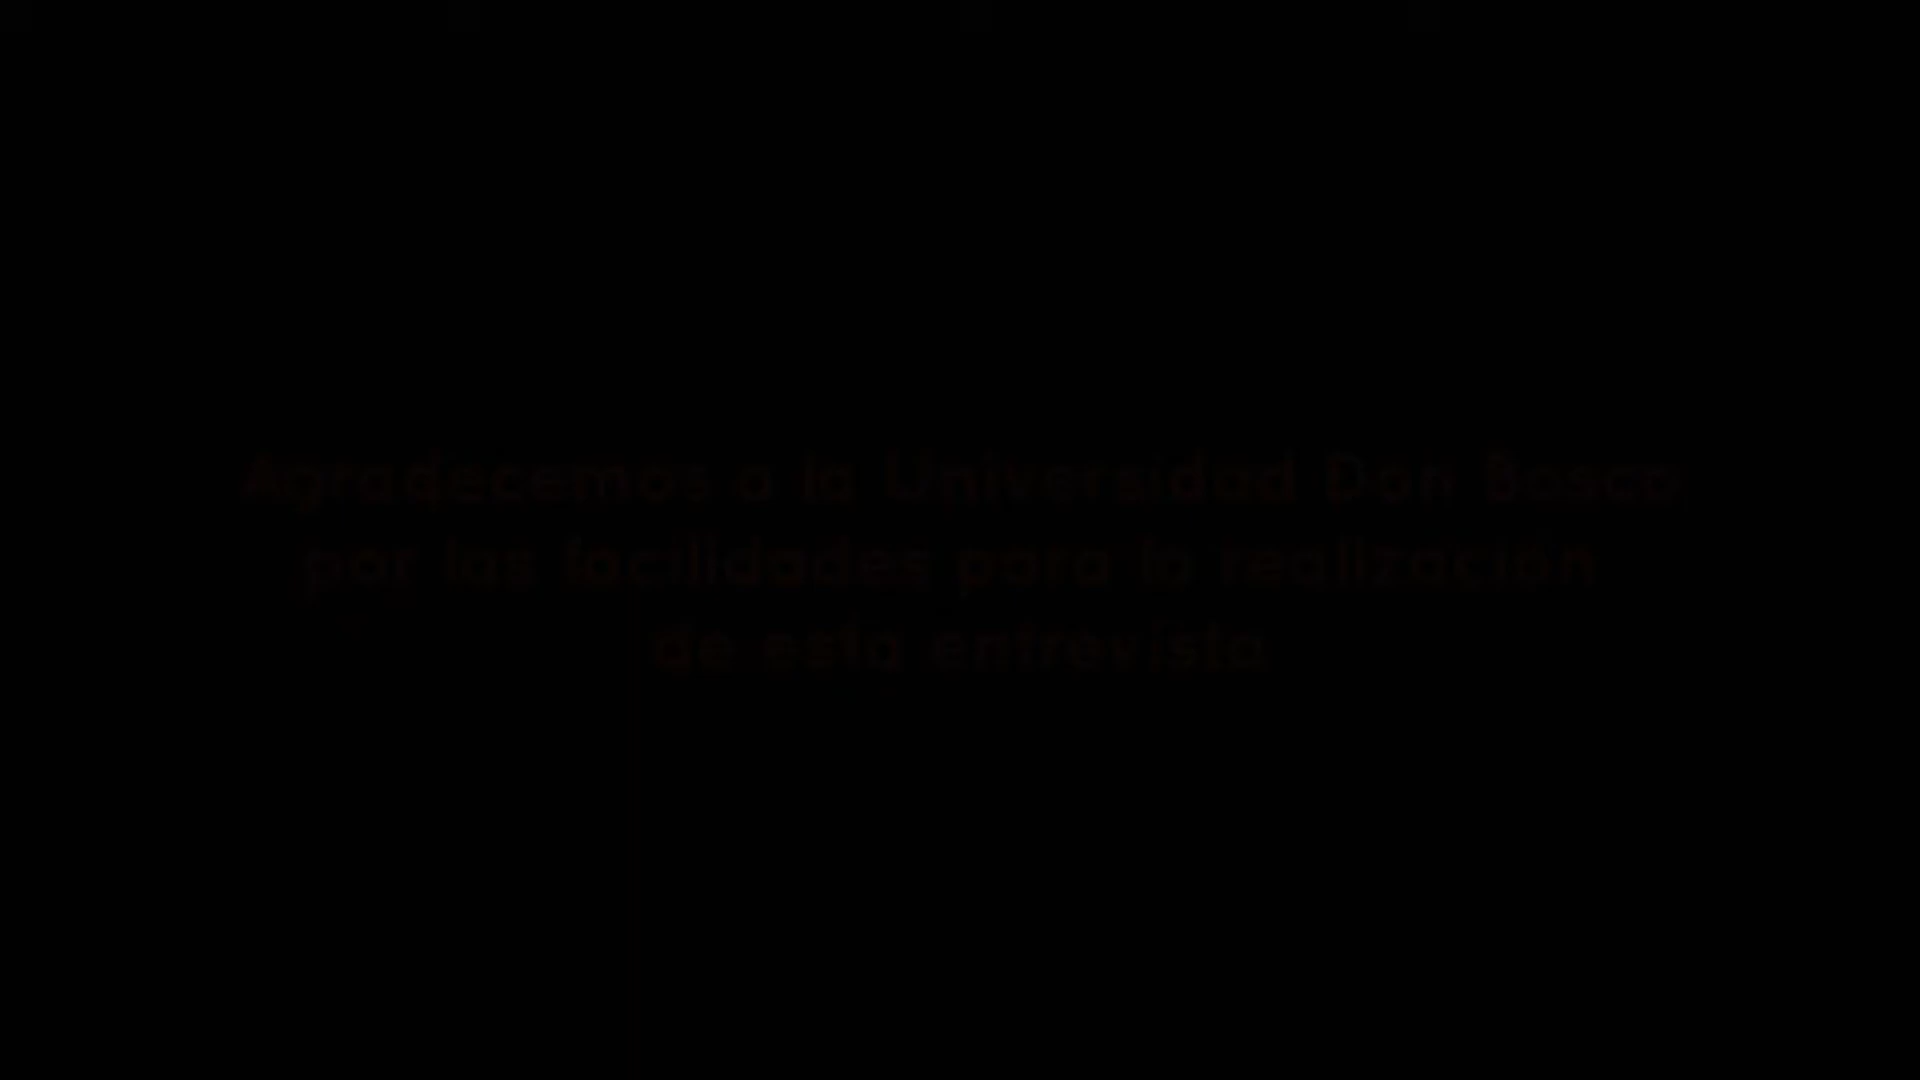 Agradecemos a la Universidad Don Bosco
por las facilidades para la realización
de esta entrevista